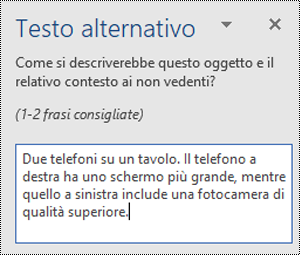 Testo alternativo
Come si descriverebbe questo oggetto e il
relativo contesto ai non vedenti?
(1-2 frasi consigliate)
Due telefoni su un tavolo. Il telefono a
destra ha uno schermo più grande, mentre
quello a sinistra include una fotocamera di
qualità superiore.